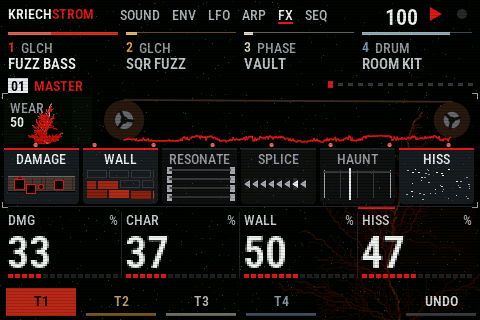 KRIECHSTROM SOUND ENV LFO ARP FX SEQ 100
1 GLCH 2 GLCH 3 PHASE 4 DRUM
FUZZ BASS SQR FUZZ VAULT ROOM KIT
01 MASTER
WEAR
50
DAMAGE WALL RESONATE SPLICE HAUNT HISS
DMG % CHAR % WALL % HISS %
33 37 50 47
T1 T2 T3 T4 UNDO